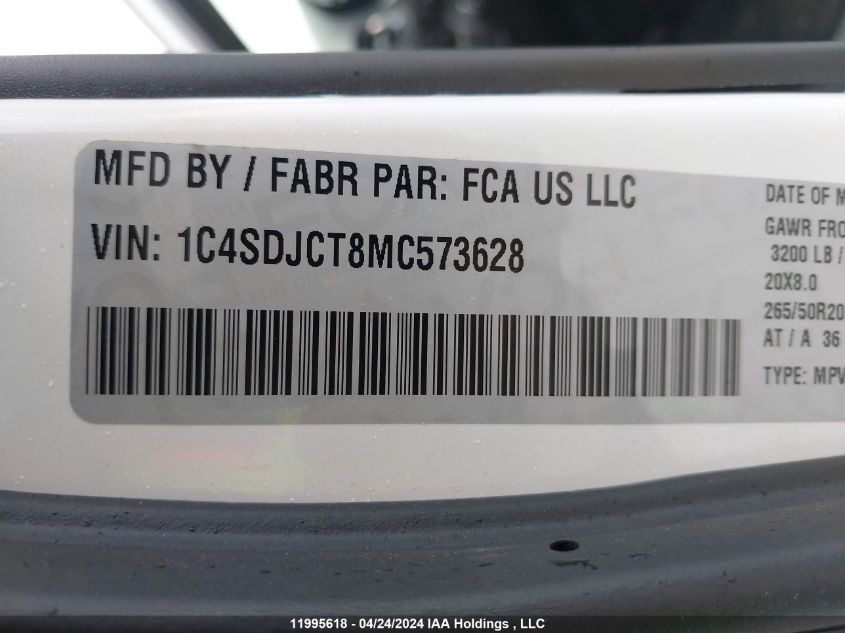 MFD BY / FABR PAR: FCA US LLC
VIN: 1C4SDJCT8MC573628
DATE OF M
GAWR FRO
3200 LB /
20X8.0
265/50R20
AT / A 36
TYPE: MPV
11995618 - 04/24/2024 IAA Holdings , LLC